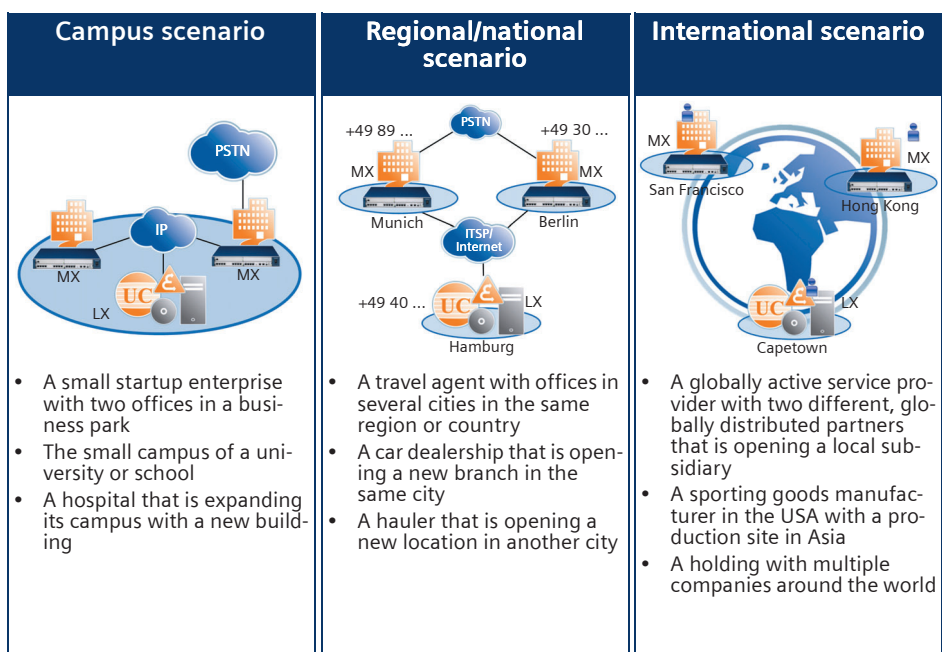 Campus scenario
PSTN
IP
MX
MX
UC
LX
• A small startup enterprise
with two offices in a busi-
ness park
• The small campus of a uni-
versity or school
• A hospital that is expanding
its campus with a new build-
ing
Regional/national
scenario
PSTN
+49 89 ...
+49 30 ...
MX
MX
Munich
Berlin
ITSP/
Internet
+49 40 ...
UC
LX
Hamburg
• A travel agent with offices in
several cities in the same
region or country
• A car dealership that is open-
ing a new branch in the
same city
• A hauler that is opening a
new location in another city
International scenario
MX
San Francisco
MX
Hong Kong
UC
LX
Capetown
• A globally active service pro-
vider with two different, glo-
bally distributed partners
that is opening a local sub-
sidiary
• A sporting goods manufac-
turer in the USA with a pro-
duction site in Asia
• A holding with multiple
companies around the world